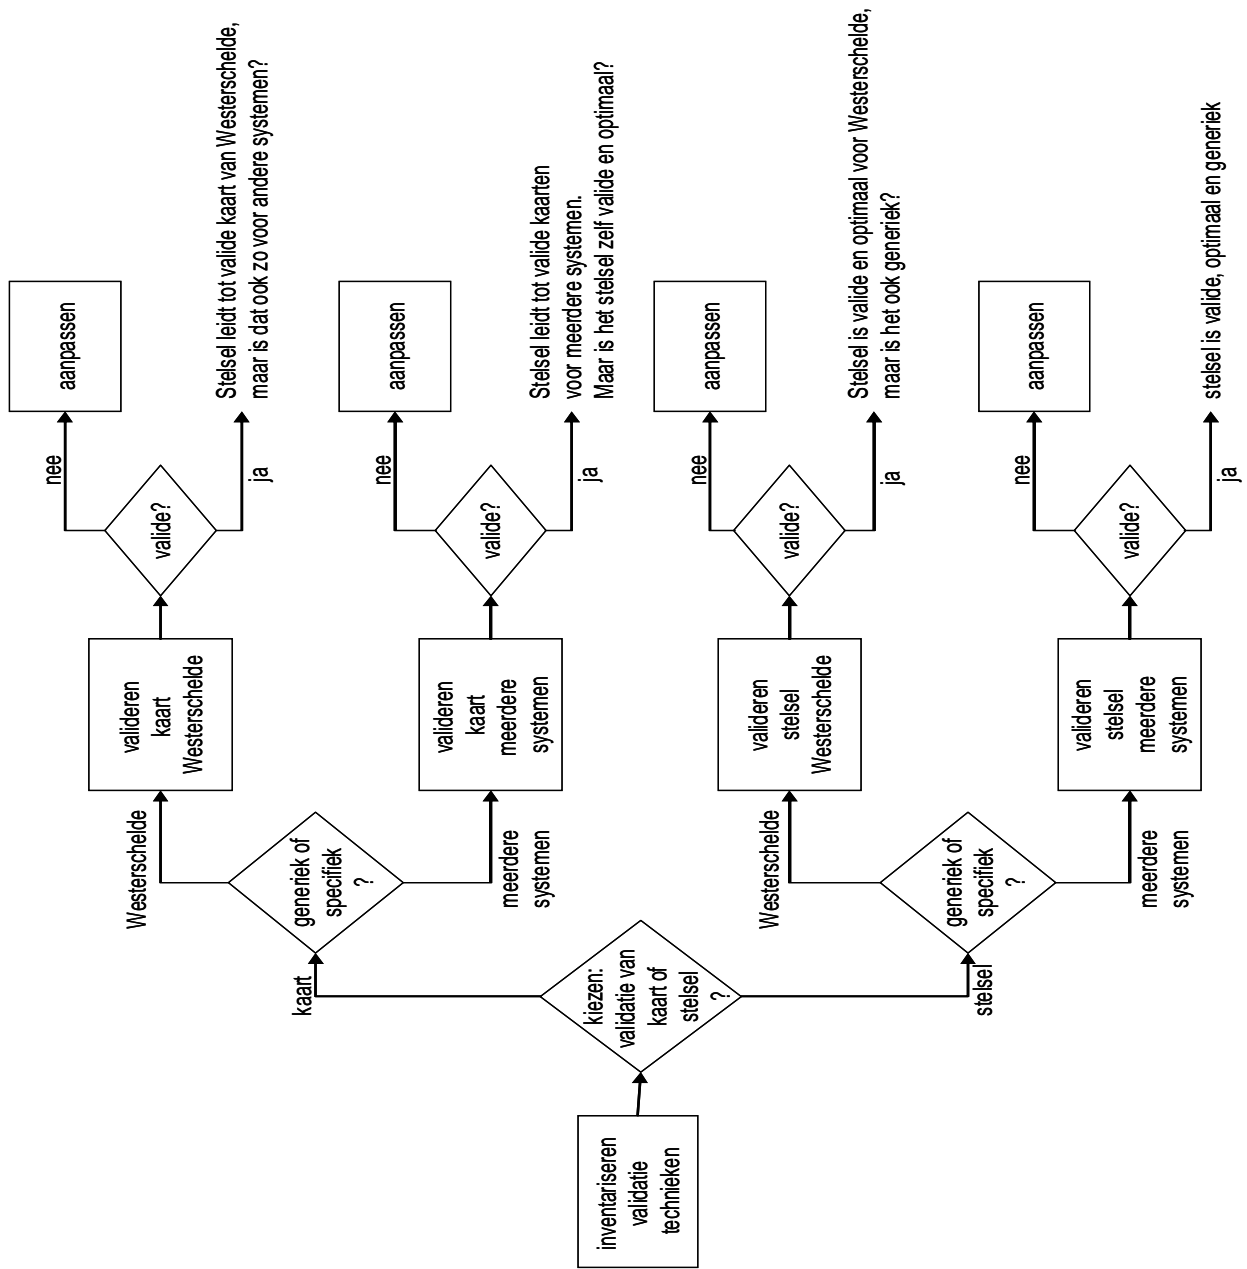 inventariseren
validatie
technieken
kiezen:
validatie van
kaart of
stelsel
?
kaart
generiek of
specifiek
?
Westerschelde
valideren
kaart
Westerschelde
valide?
nee
aanpassen
ja
Stelsel leidt tot valide kaart van Westerschelde,
maar is dat ook zo voor andere systemen?
meerdere
systemen
valideren
kaart
meerdere
systemen
valide?
nee
aanpassen
ja
Stelsel leidt tot valide kaarten
voor meerdere systemen.
Maar is het stelsel zelf valide en optimaal?
stelsel
generiek of
specifiek
?
Westerschelde
valideren
stelsel
Westerschelde
valide?
nee
aanpassen
ja
Stelsel is valide en optimaal voor Westerschelde,
maar is het ook generiek?
meerdere
systemen
valideren
stelsel
meerdere
systemen
valide?
nee
aanpassen
ja
stelsel is valide, optimaal en generiek